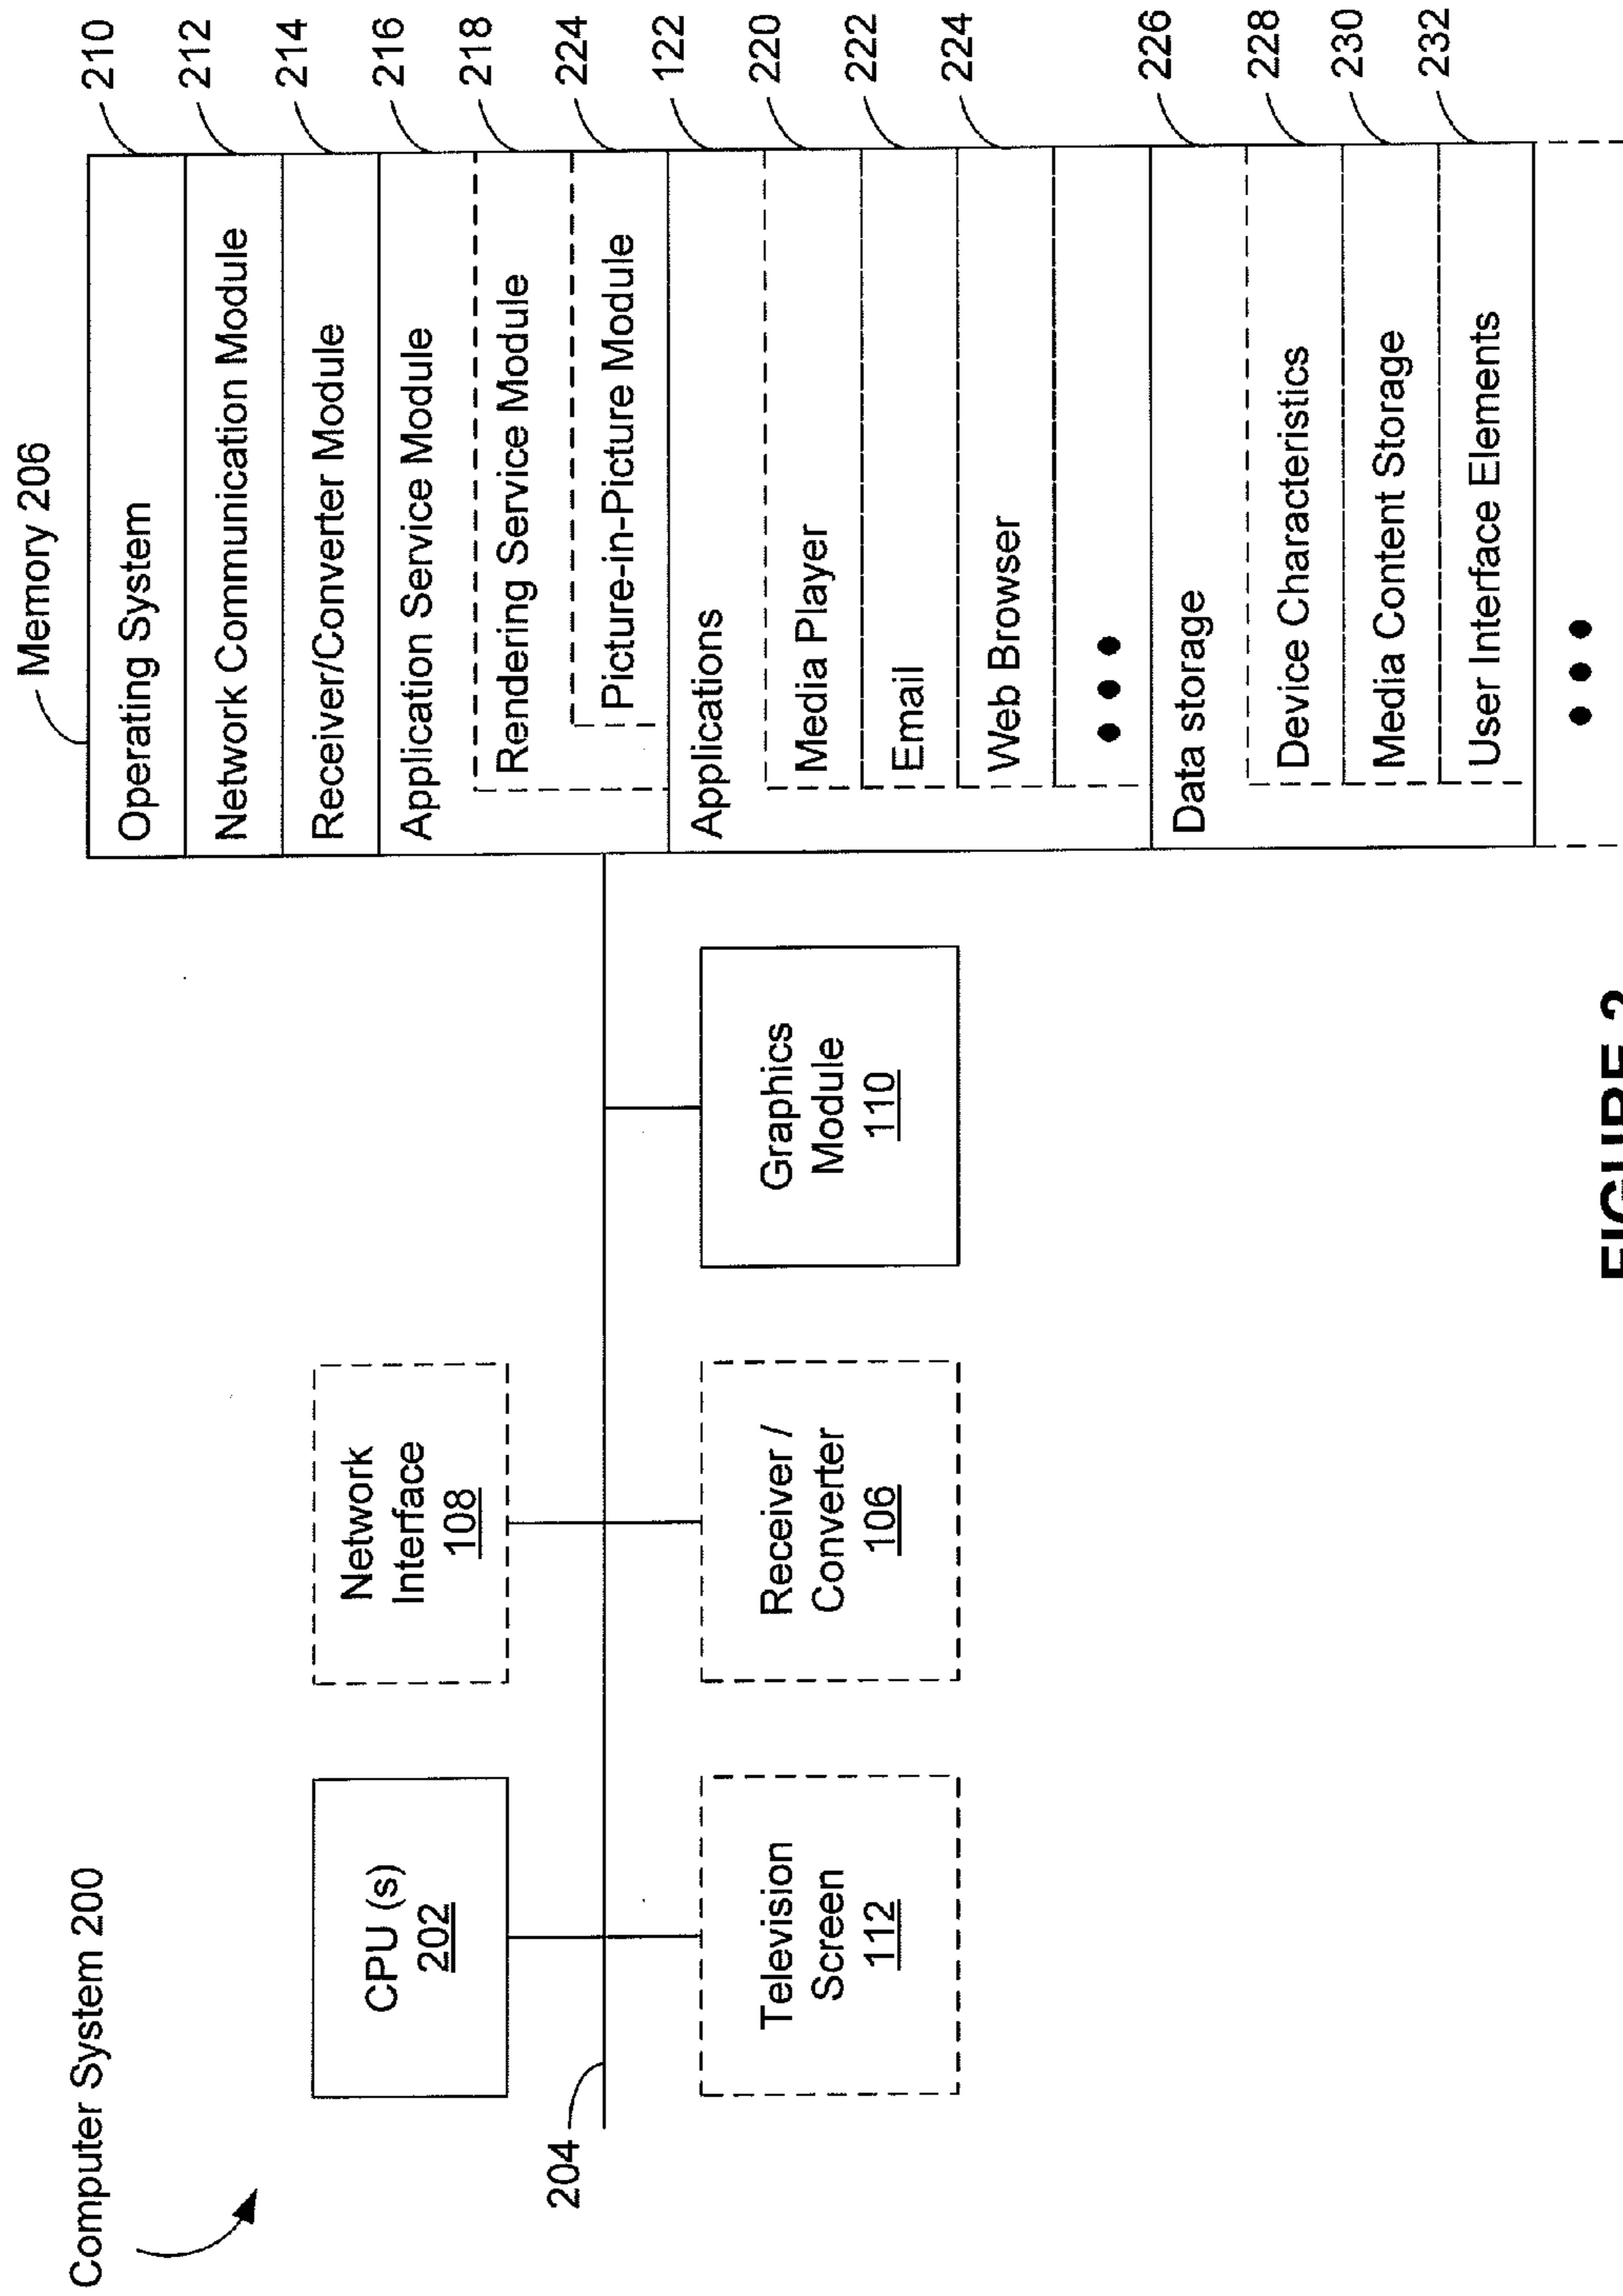 Computer System 200
CPU (s)
202
Network
Interface
108
204
Television
Screen
112
Receiver /
Converter
106
Graphics
Module
110
Memory 206
Operating System
210
Network Communication Module
212
Receiver/Converter Module
214
Application Service Module
216
Rendering Service Module
218
Picture-in-Picture Module
224
Applications
122
Media Player
220
Email
222
Web Browser
224
Data storage
226
Device Characteristics
228
Media Content Storage
230
User Interface Elements
232
FIGURE 2